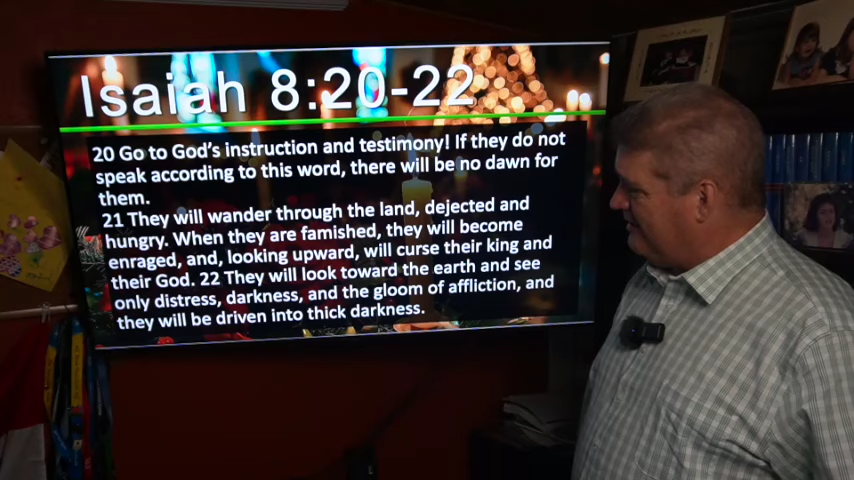 Isaiah 8:20-22
20 Go to God's instruction and testimony! If they do not
speak according to this word, there will be no dawn for
them.
21 They will wander through the land, dejected and
hungry. When they are famished, they will become
enraged, and, looking upward, will curse their king and
their God. 22 They will look toward the earth and see
only distress, darkness, and the gloom of affliction, and
they will be driven into thick darkness.